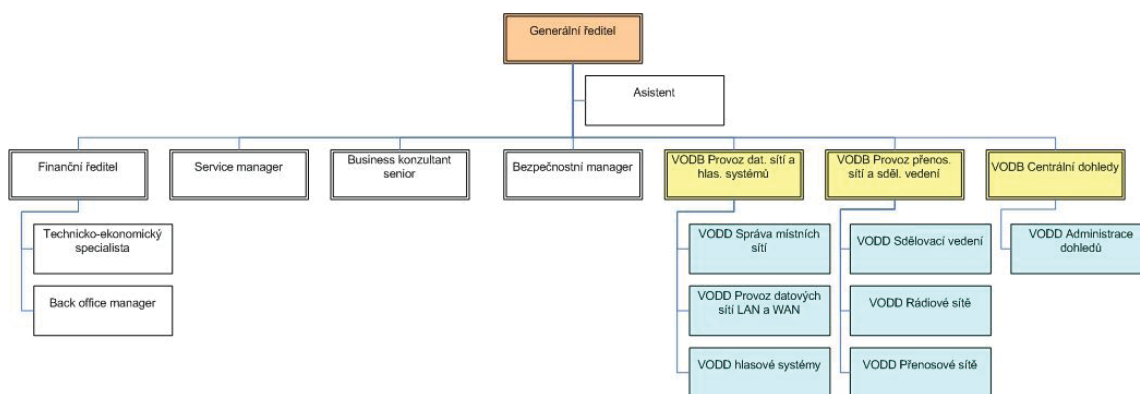 Generální ředitel
Asistent
Finanční ředitel
Service manager
Business konzultant
senior
Bezpečnostní manager
VODB Provoz dat. sítí a
hlas. systémů
VODB Provoz přenos.
sítí a sděl. vedení
VODB Centrální dohledy
Technicko-ekonomický
specialista
Back office manager
VODD Správa místních
sítí
VODD Provoz datových
sítí LAN a WAN
VODD hlasové systémy
VODD Sdělovací vedení
VODD Rádiové sítě
VODD Přenosové sítě
VODD Administrace
dohledů